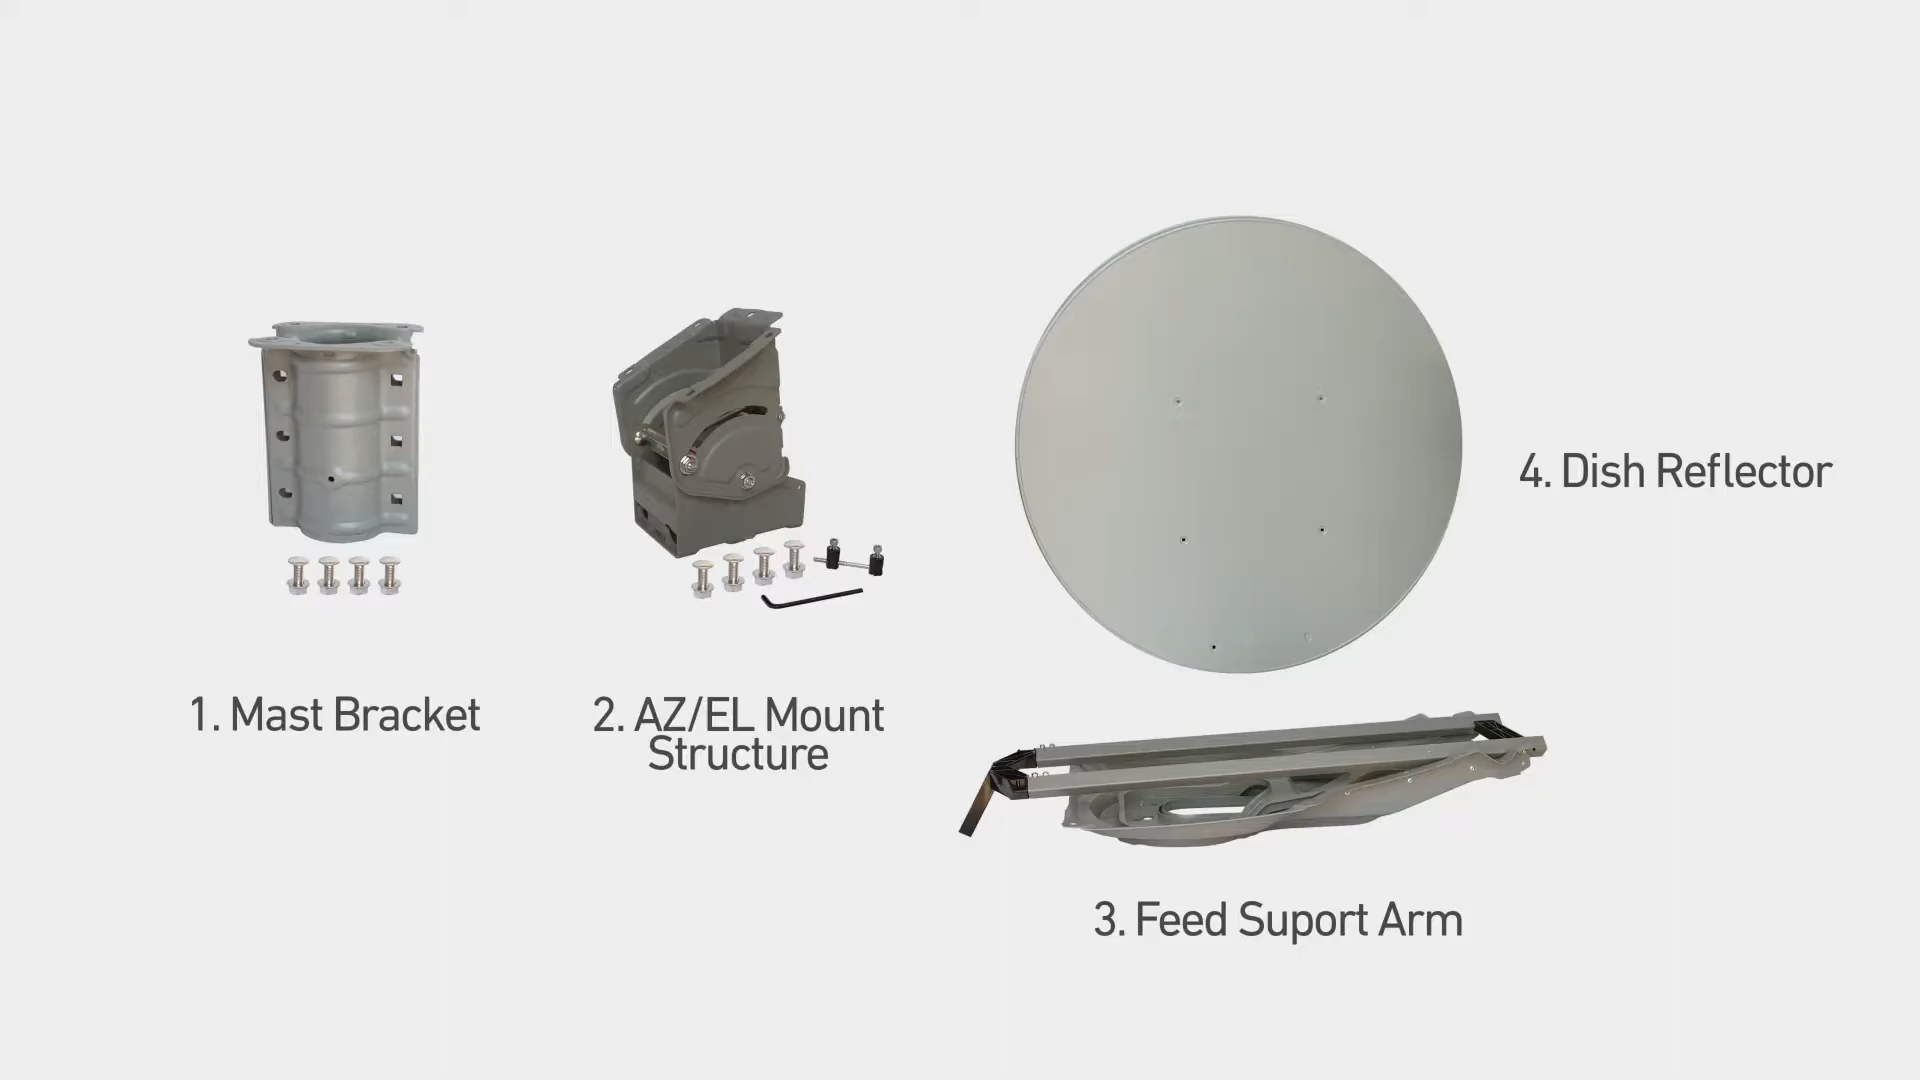 1. Mast Bracket
2. AZ/EL Mount
Structure
3. Feed Suport Arm
4. Dish Reflector